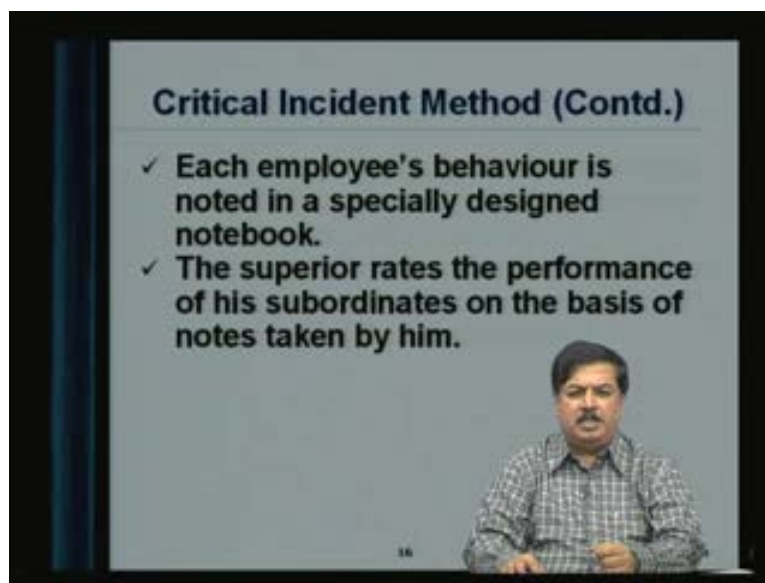 Critical Incident Method (Contd.)
✓ Each employee's behaviour is
noted in a specially designed
notebook.
✓ The superior rates the performance
of his subordinates on the basis of
notes taken by him.
16